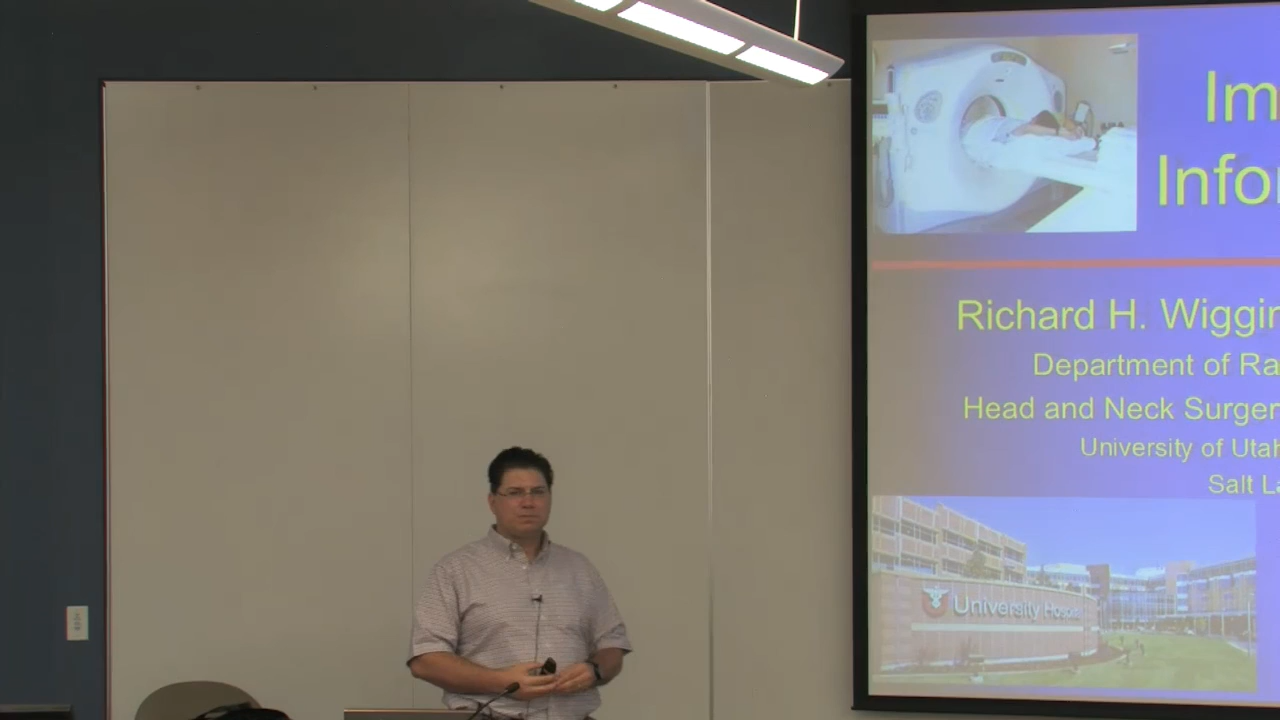 Im
Infor
Richard H. Wiggin
Department of Ra
Head and Neck Surger
University of Utah
Salt La
University Hospital